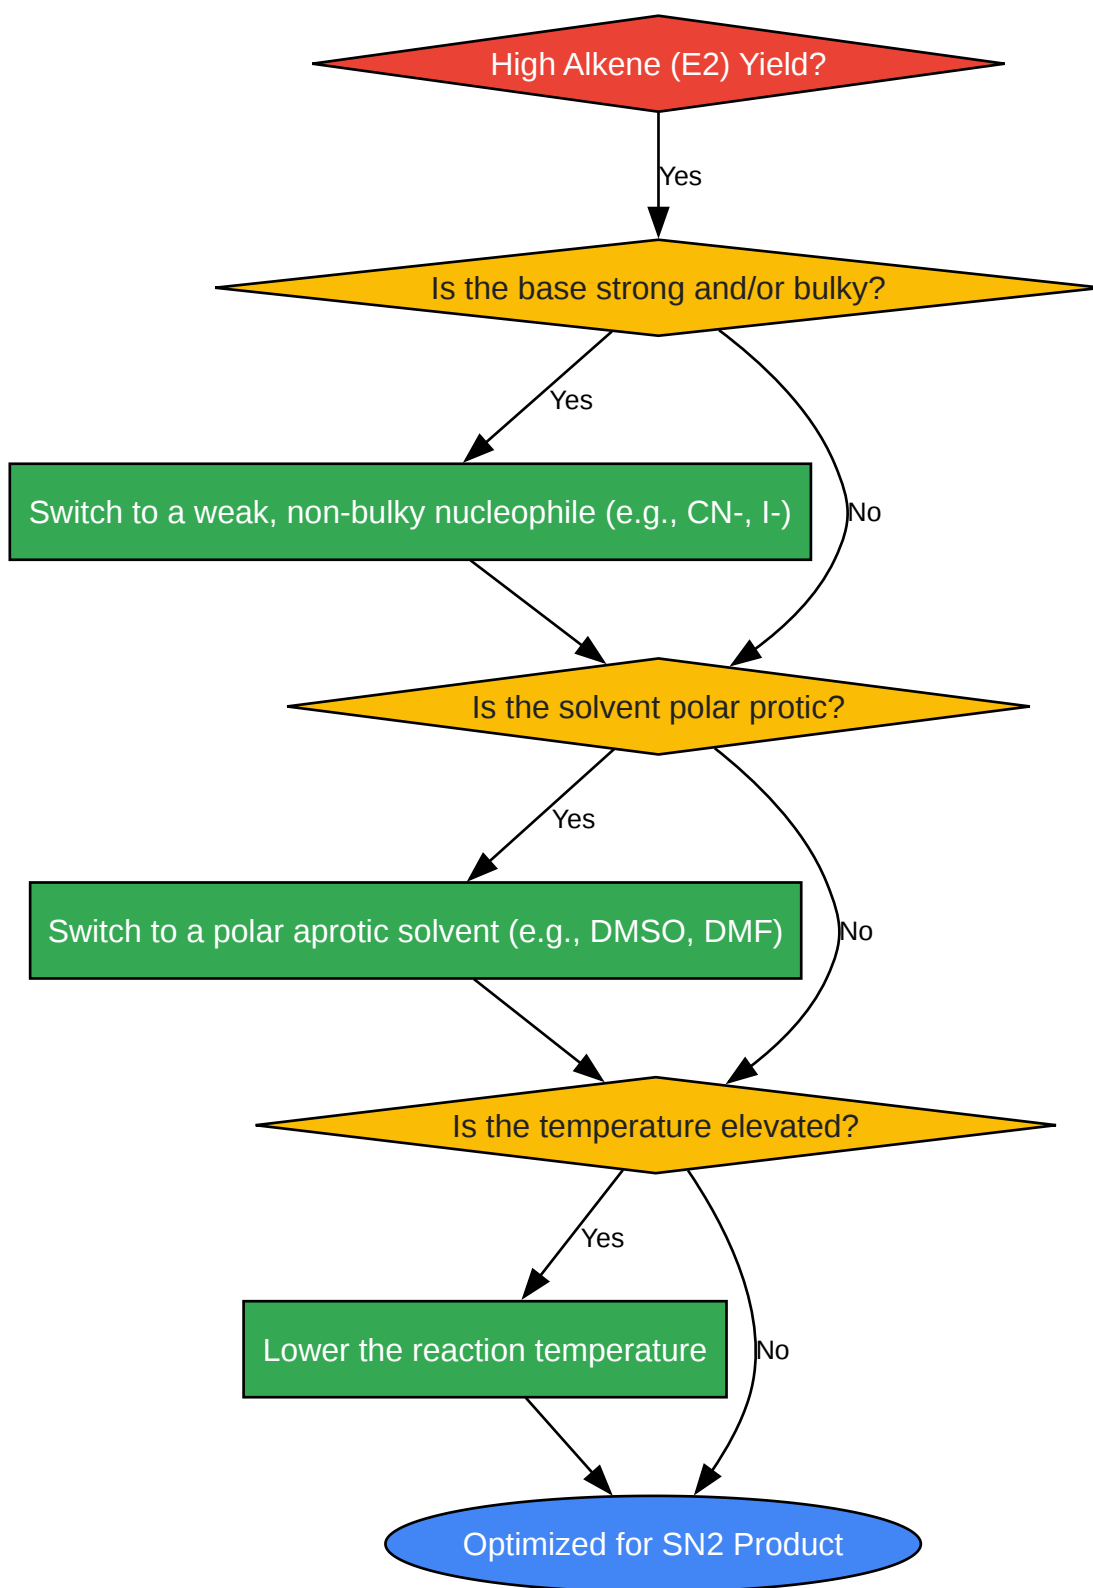 High Alkene (E2) Yield?
Yes
Is the base strong and/or bulky?
Yes
Switch to a weak, non-bulky nucleophile (e.g., CN-, I-)
No
Is the solvent polar protic?
Yes
Switch to a polar aprotic solvent (e.g., DMSO, DMF)
No
Is the temperature elevated?
Yes
Lower the reaction temperature
No
Optimized for SN2 Product